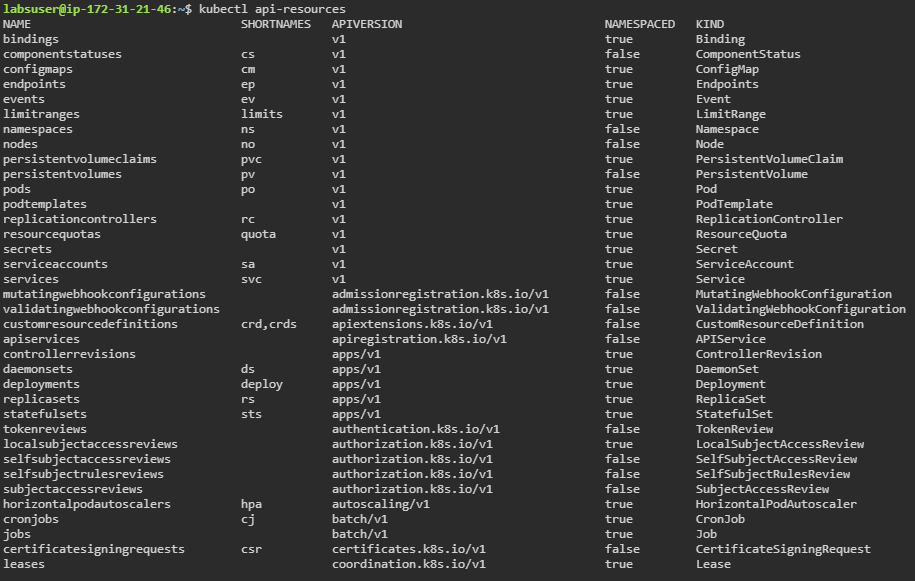 labsuser@ip-172-31-21-46:~$ kubectl api-resources
NAME SHORTNAMES APIVERSION NAMESPACED KIND
bindings v1 true Binding
componentstatuses cs v1 false ComponentStatus
configmaps cm v1 true ConfigMap
endpoints ep v1 true Endpoints
events ev v1 true Event
limitranges limits v1 true LimitRange
namespaces ns v1 false Namespace
nodes no v1 false Node
persistentvolumeclaims pvc v1 true PersistentVolumeClaim
persistentvolumes pv v1 false PersistentVolume
pods po v1 true Pod
podtemplates v1 true PodTemplate
replicationcontrollers rc v1 true ReplicationController
resourcequotas quota v1 true ResourceQuota
secrets v1 true Secret
serviceaccounts sa v1 true ServiceAccount
services svc v1 true Service
mutatingwebhookconfigurations admissionregistration.k8s.io/v1 false MutatingWebhookConfiguration
validatingwebhookconfigurations admissionregistration.k8s.io/v1 false ValidatingWebhookConfiguration
customresourcedefinitions crd,crds apiextensions.k8s.io/v1 false CustomResourceDefinition
apiservices apiregistration.k8s.io/v1 false APIService
controllerrevisions apps/v1 true ControllerRevision
daemonsets ds apps/v1 true DaemonSet
deployments deploy apps/v1 true Deployment
replicasets rs apps/v1 true ReplicaSet
statefulsets sts apps/v1 true StatefulSet
tokenreviews authentication.k8s.io/v1 false TokenReview
localsubjectaccessreviews authorization.k8s.io/v1 true LocalSubjectAccessReview
selfsubjectaccessreviews authorization.k8s.io/v1 false SelfSubjectAccessReview
selfsubjectrulesreviews authorization.k8s.io/v1 false SelfSubjectRulesReview
subjectaccessreviews authorization.k8s.io/v1 false SubjectAccessReview
horizontalpodautoscalers hpa autoscaling/v1 true HorizontalPodAutoscaler
cronjobs cj batch/v1 true CronJob
jobs batch/v1 true Job
certificatesigningrequests csr certificates.k8s.io/v1 false CertificateSigningRequest
leases coordination.k8s.io/v1 true Lease